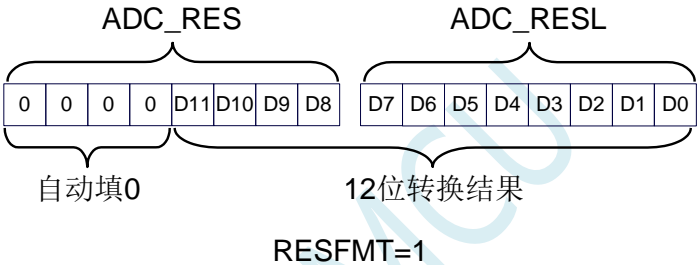 ADC_RES ADC_RESL
0 0 0 0 D11 D10 D9 D8 D7 D6 D5 D4 D3 D2 D1 D0
自动填0 12位转换结果
RESFMT=1
MCU